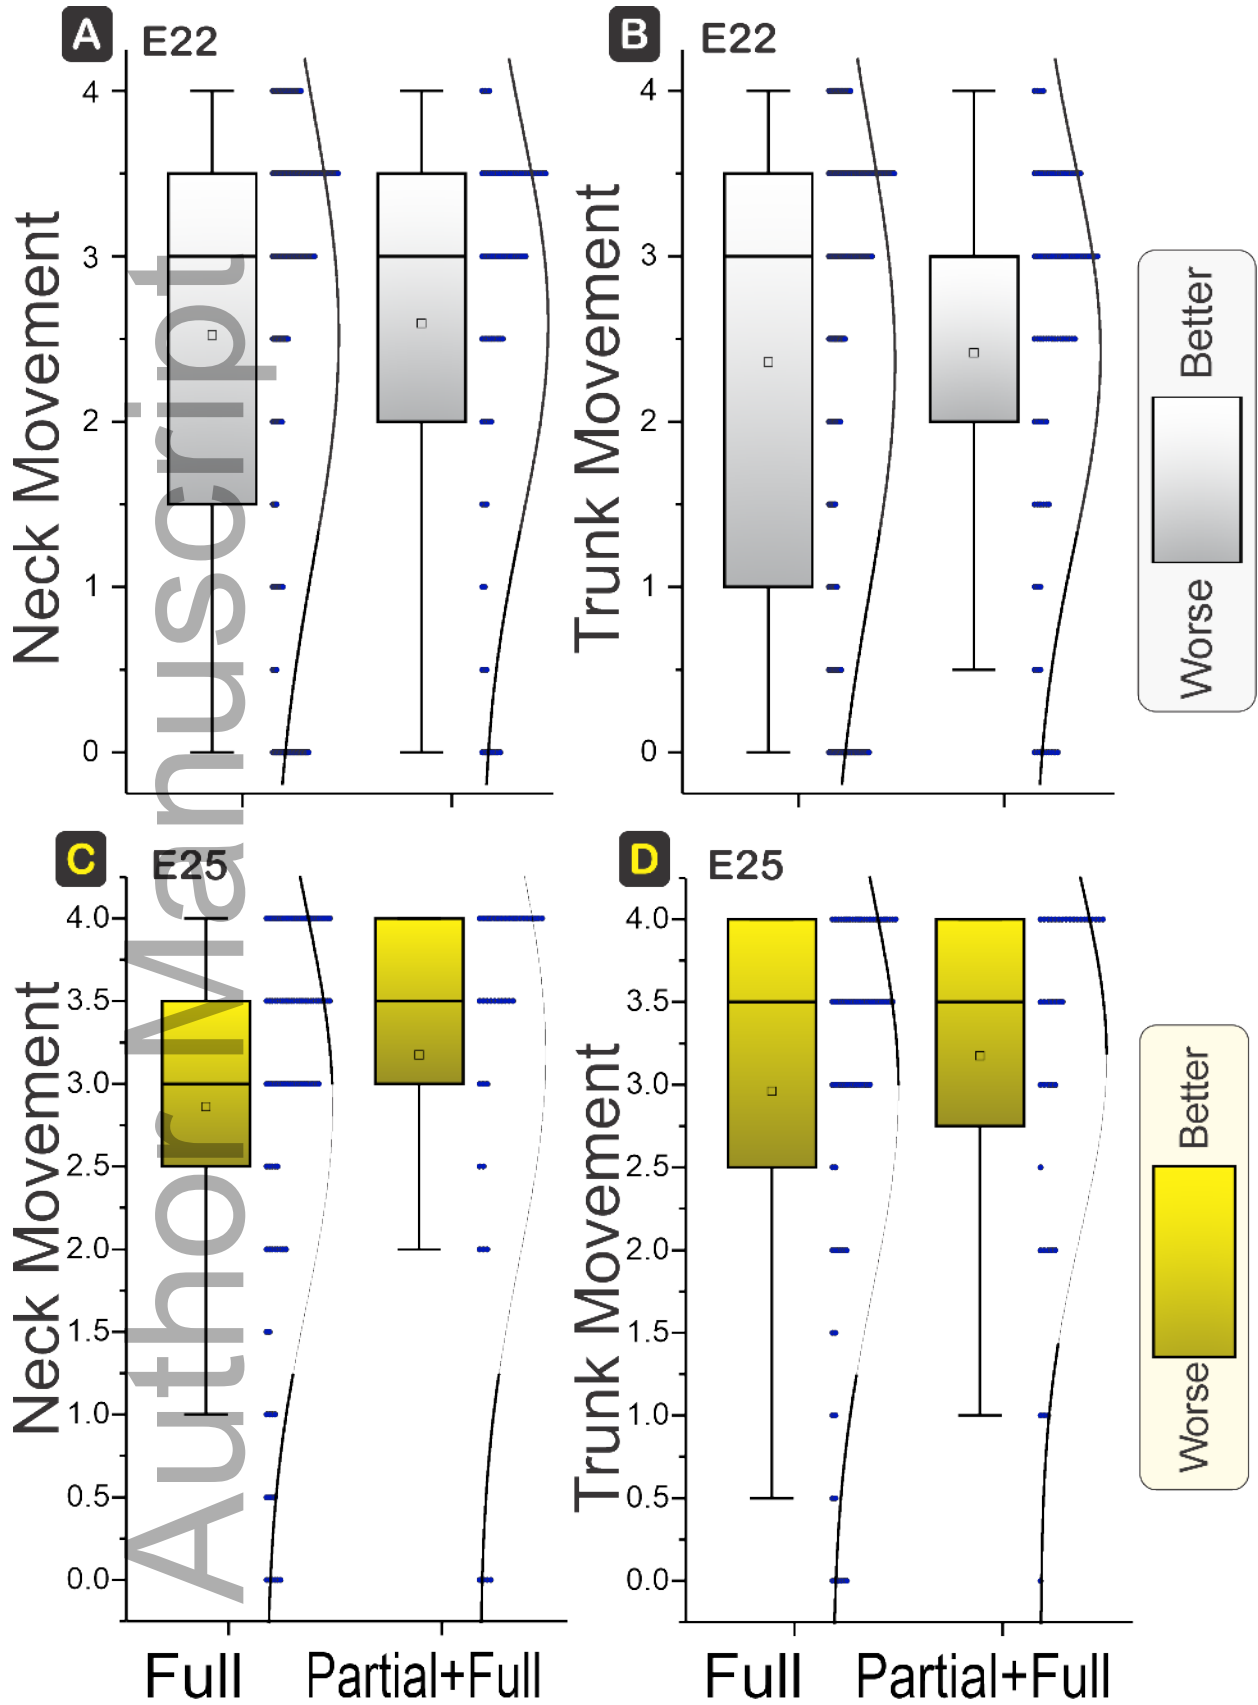 A E22
B E22
Neck Movement
4
3
2
1
0
Trunk Movement
4
3
2
1
0
Better
Worse
C E25
D E25
Neck Movement
4.0
3.5
3.0
2.5
2.0
1.5
1.0
0.5
0.0
Trunk Movement
4.0
3.5
3.0
2.5
2.0
1.5
1.0
0.5
0.0
Better
Worse
Full
Partial+Full
Full
Partial+Full
Author Manuscript